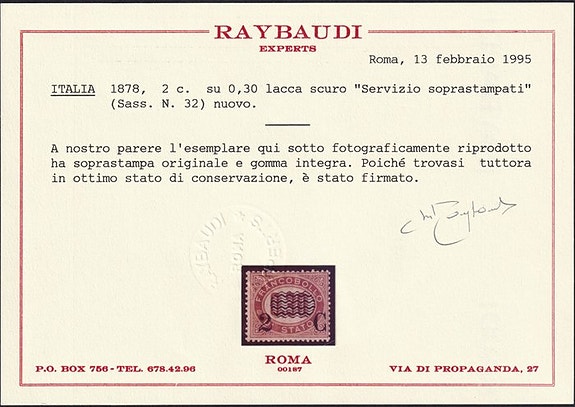 RAYBAUDI
EXPERTS
Roma, 13 febbraio 1995
ITALIA 1878, 2 c. su 0,30 lacca scuro "Servizio soprastampati"
(Sass. N. 32) nuovo.
A nostro parere l'esemplare qui sotto fotograficamente riprodotto
ha soprastampa originale e gomma integra. Poiché trovasi tuttora
in ottimo stato di conservazione, è stato firmato.
FRANCOBOLLO
2 C
STATO
ROMA
00187
P.O. BOX 756 - TEL. 678.42.96
VIA DI PROPAGANDA, 27